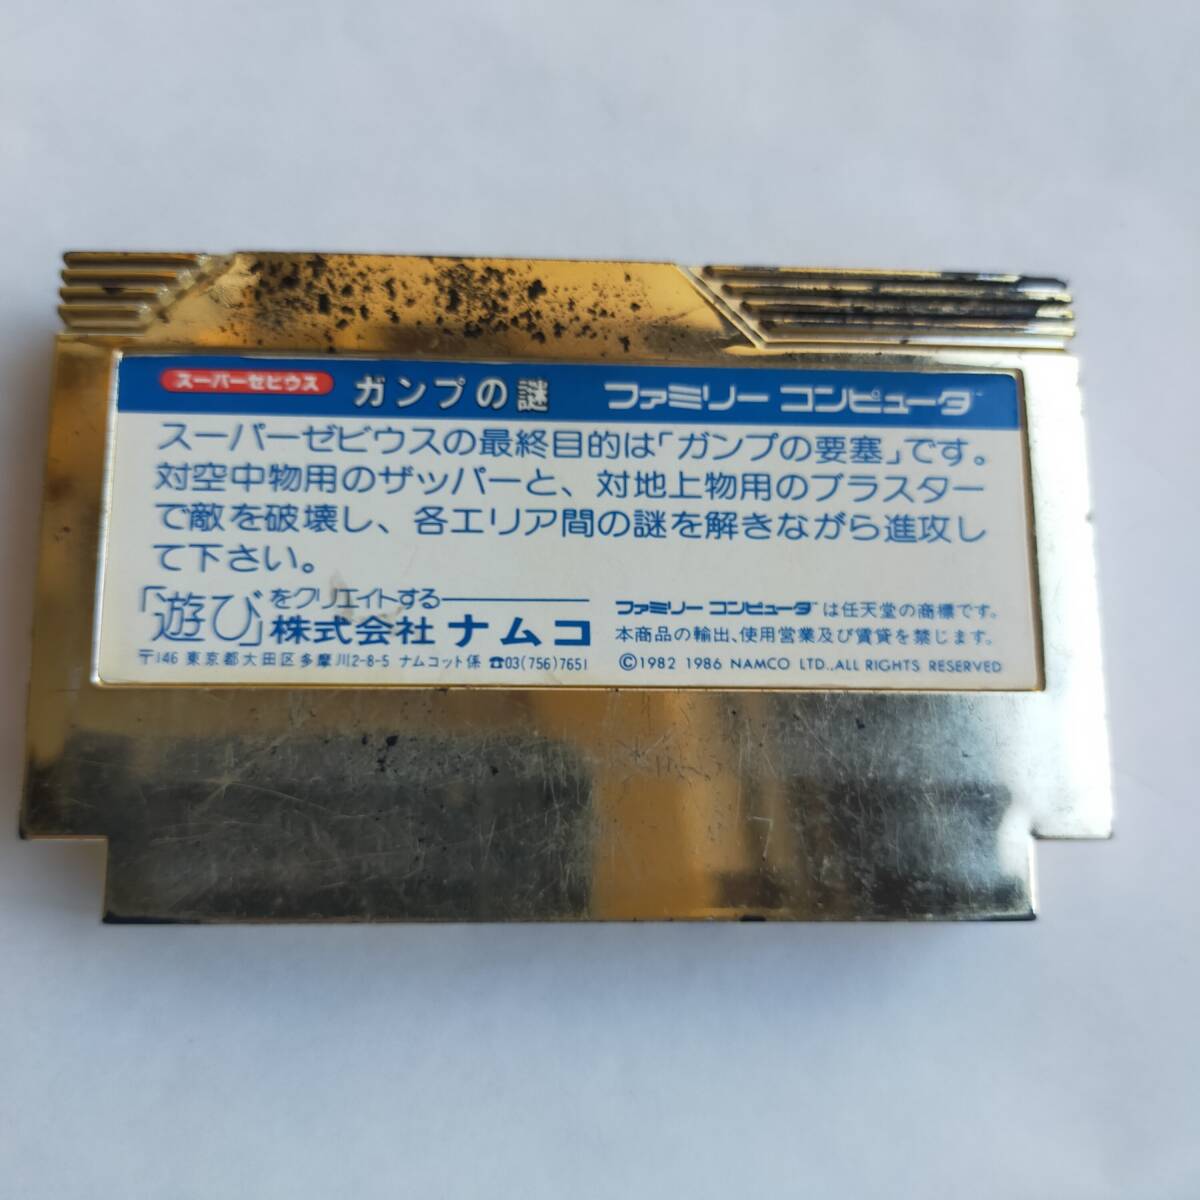 スーパーゼビウス ガンプの謎 ファミリーコンピュータ
スーパーゼビウスの最終目的は「ガンプの要塞」です。
対空中物用のザッパーと、対地上物用のブラスター
で敵を破壊し、各エリア間の謎を解きながら進攻し
て下さい。
「遊び」をクリエイトする
株式会社 ナムコ
〒146 東京都大田区多摩川2-8-5 ナムコット係 ☎03(756)7651
ファミリーコンピュータ は任天堂の商標です。
本商品の輸出、使用営業及び賃貸を禁じます。
©1982 1986 NAMCO LTD.,ALL RIGHTS RESERVED